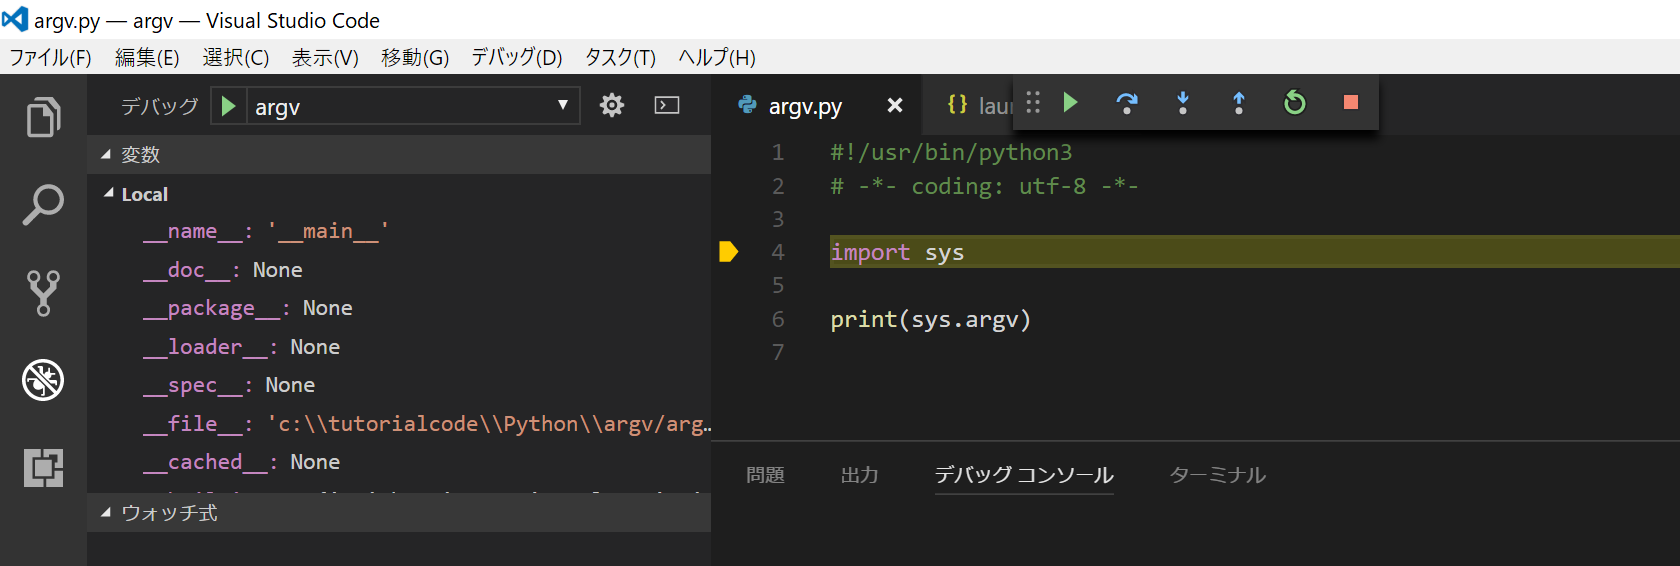 argv.py — argv — Visual Studio Code
ファイル(F) 編集(E) 選択(C) 表示(V) 移動(G) デバッグ(D) タスク(T) ヘルプ(H)
デバッグ argv
変数
Local
__name__: '__main__'
__doc__: None
__package__: None
__loader__: None
__spec__: None
__file__: 'c:\\tutorialcode\\Python\\argv/arg…
__cached__: None
ウォッチ式
argv.py {} lau
1 #!/usr/bin/python3
2 # -*- coding: utf-8 -*-
3
4 import sys
5
6 print(sys.argv)
7
問題 出力 デバッグ コンソール ターミナル